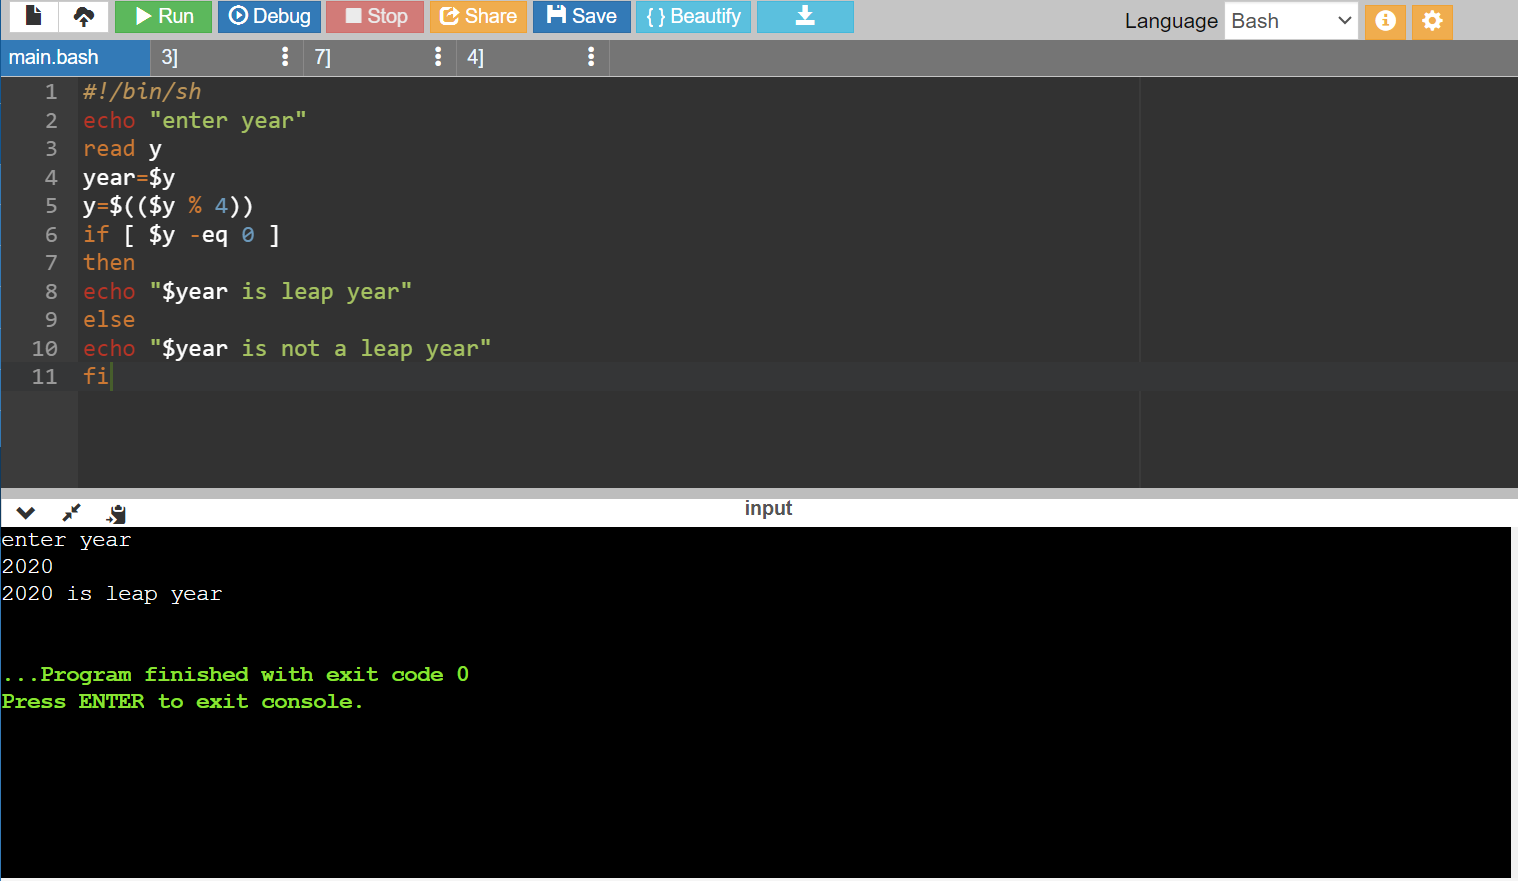 Run Debug Stop Share Save { } Beautify Language Bash
main.bash 3] 7] 4]
1 #!/bin/sh
2 echo "enter year"
3 read y
4 year=$y
5 y=$(($y % 4))
6 if [ $y -eq 0 ]
7 then
8 echo "$year is leap year"
9 else
10 echo "$year is not a leap year"
11 fi
input
enter year
2020
2020 is leap year
...Program finished with exit code 0
Press ENTER to exit console.